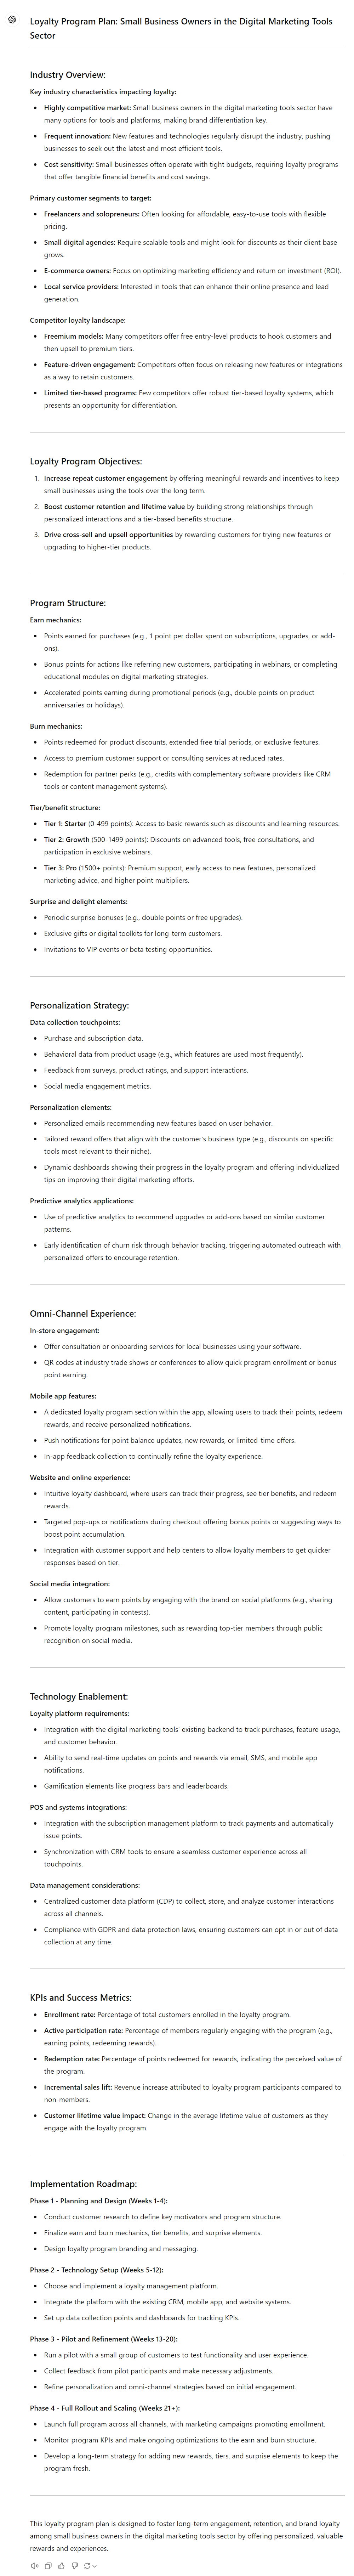 Loyalty Program Plan: Small Business Owners in the Digital Marketing Tools
Sector
Industry Overview:
Key industry characteristics impacting loyalty:
Highly competitive market: Small business owners in the digital marketing tools sector have
many options for tools and platforms, making brand differentiation key.
Frequent innovation: New features and technologies regularly disrupt the industry, pushing
businesses to seek out the latest and most efficient tools.
Cost sensitivity: Small businesses often operate with tight budgets, requiring loyalty programs
that offer tangible financial benefits and cost savings.
Primary customer segments to target:
Freelancers and solopreneurs: Often looking for affordable, easy-to-use tools with flexible
pricing.
Small digital agencies: Require scalable tools and might look for discounts as their client base
grows.
E-commerce owners: Focus on optimizing marketing efficiency and return on investment (ROI).
Local service providers: Interested in tools that can enhance their online presence and lead
generation.
Competitor loyalty landscape:
Freemium models: Many competitors offer free entry-level products to hook customers and
then upsell to premium tiers.
Feature-driven engagement: Competitors often focus on releasing new features or integrations
as a way to retain customers.
Limited tier-based programs: Few competitors offer robust tier-based loyalty systems, which
presents an opportunity for differentiation.
Loyalty Program Objectives:
1. Increase repeat customer engagement by offering meaningful rewards and incentives to keep
small businesses using the tools over the long term.
2. Boost customer retention and lifetime value by building strong relationships through
personalized interactions and a tier-based benefits structure.
3. Drive cross-sell and upsell opportunities by rewarding customers for trying new features or
upgrading to higher-tier products.
Program Structure:
Earn mechanics:
Points earned for purchases (e.g., 1 point per dollar spent on subscriptions, upgrades, or add-
ons).
Bonus points for actions like referring new customers, participating in webinars, or completing
educational modules on digital marketing strategies.
Accelerated points earning during promotional periods (e.g., double points on product
anniversaries or holidays).
Burn mechanics:
Points redeemed for product discounts, extended free trial periods, or exclusive features.
Access to premium customer support or consulting services at reduced rates.
Redemption for partner perks (e.g., credits with complementary software providers like CRM
tools or content management systems).
Tier/benefit structure:
Tier 1: Starter (0-499 points): Access to basic rewards such as discounts and learning resources.
Tier 2: Growth (500-1499 points): Discounts on advanced tools, free consultations, and
participation in exclusive webinars.
Tier 3: Pro (1500+ points): Premium support, early access to new features, personalized
marketing advice, and higher point multipliers.
Surprise and delight elements:
Periodic surprise bonuses (e.g., double points or free upgrades).
Exclusive gifts or digital toolkits for long-term customers.
Invitations to VIP events or beta testing opportunities.
Personalization Strategy:
Data collection touchpoints:
Purchase and subscription data.
Behavioral data from product usage (e.g., which features are used most frequently).
Feedback from surveys, product ratings, and support interactions.
Social media engagement metrics.
Personalization elements:
Personalized emails recommending new features based on user behavior.
Tailored reward offers that align with the customer's business type (e.g., discounts on specific
tools most relevant to their niche).
Dynamic dashboards showing their progress in the loyalty program and offering individualized
tips on improving their digital marketing efforts.
Predictive analytics applications:
Use of predictive analytics to recommend upgrades or add-ons based on similar customer
patterns.
Early identification of churn risk through behavior tracking, triggering automated outreach with
personalized offers to encourage retention.
Omni-Channel Experience:
In-store engagement:
Offer consultation or onboarding services for local businesses using your software.
QR codes at industry trade shows or conferences to allow quick program enrollment or bonus
point earning.
Mobile app features:
A dedicated loyalty program section within the app, allowing users to track their points, redeem
rewards, and receive personalized notifications.
Push notifications for point balance updates, new rewards, or limited-time offers.
In-app feedback collection to continually refine the loyalty experience.
Website and online experience:
Intuitive loyalty dashboard, where users can track their progress, see tier benefits, and redeem
rewards.
Targeted pop-ups or notifications during checkout offering bonus points or suggesting ways to
boost point accumulation.
Integration with customer support and help centers to allow loyalty members to get quicker
responses based on tier.
Social media integration:
Allow customers to earn points by engaging with the brand on social platforms (e.g., sharing
content, participating in contests).
Promote loyalty program milestones, such as rewarding top-tier members through public
recognition on social media.
Technology Enablement:
Loyalty platform requirements:
Integration with the digital marketing tools' existing backend to track purchases, feature usage,
and customer behavior.
Ability to send real-time updates on points and rewards via email, SMS, and mobile app
notifications.
Gamification elements like progress bars and leaderboards.
POS and systems integrations:
Integration with the subscription management platform to track payments and automatically
issue points.
Synchronization with CRM tools to ensure a seamless customer experience across all
touchpoints.
Data management considerations:
Centralized customer data platform (CDP) to collect, store, and analyze customer interactions
across all channels.
Compliance with GDPR and data protection laws, ensuring customers can opt in or out of data
collection at any time.
KPIs and Success Metrics:
Enrollment rate: Percentage of total customers enrolled in the loyalty program.
Active participation rate: Percentage of members regularly engaging with the program (e.g.,
earning points, redeeming rewards).
Redemption rate: Percentage of points redeemed for rewards, indicating the perceived value of
the program.
Incremental sales lift: Revenue increase attributed to loyalty program participants compared to
non-members.
Customer lifetime value impact: Change in the average lifetime value of customers as they
engage with the loyalty program.
Implementation Roadmap:
Phase 1 - Planning and Design (Weeks 1-4):
Conduct customer research to define key motivators and program structure.
Finalize earn and burn mechanics, tier benefits, and surprise elements.
Design loyalty program branding and messaging.
Phase 2 - Technology Setup (Weeks 5-12):
Choose and implement a loyalty management platform.
Integrate the platform with the existing CRM, mobile app, and website systems.
Set up data collection points and dashboards for tracking KPIs.
Phase 3 - Pilot and Refinement (Weeks 13-20):
Run a pilot with a small group of customers to test functionality and user experience.
Collect feedback from pilot participants and make necessary adjustments.
Refine personalization and omni-channel strategies based on initial engagement.
Phase 4 - Full Rollout and Scaling (Weeks 21+):
Launch full program across all channels, with marketing campaigns promoting enrollment.
Monitor program KPIs and make ongoing optimizations to the earn and burn structure.
Develop a long-term strategy for adding new rewards, tiers, and surprise elements to keep the
program fresh.
This loyalty program plan is designed to foster long-term engagement, retention, and brand loyalty
among small business owners in the digital marketing tools sector by offering personalized, valuable
rewards and experiences.